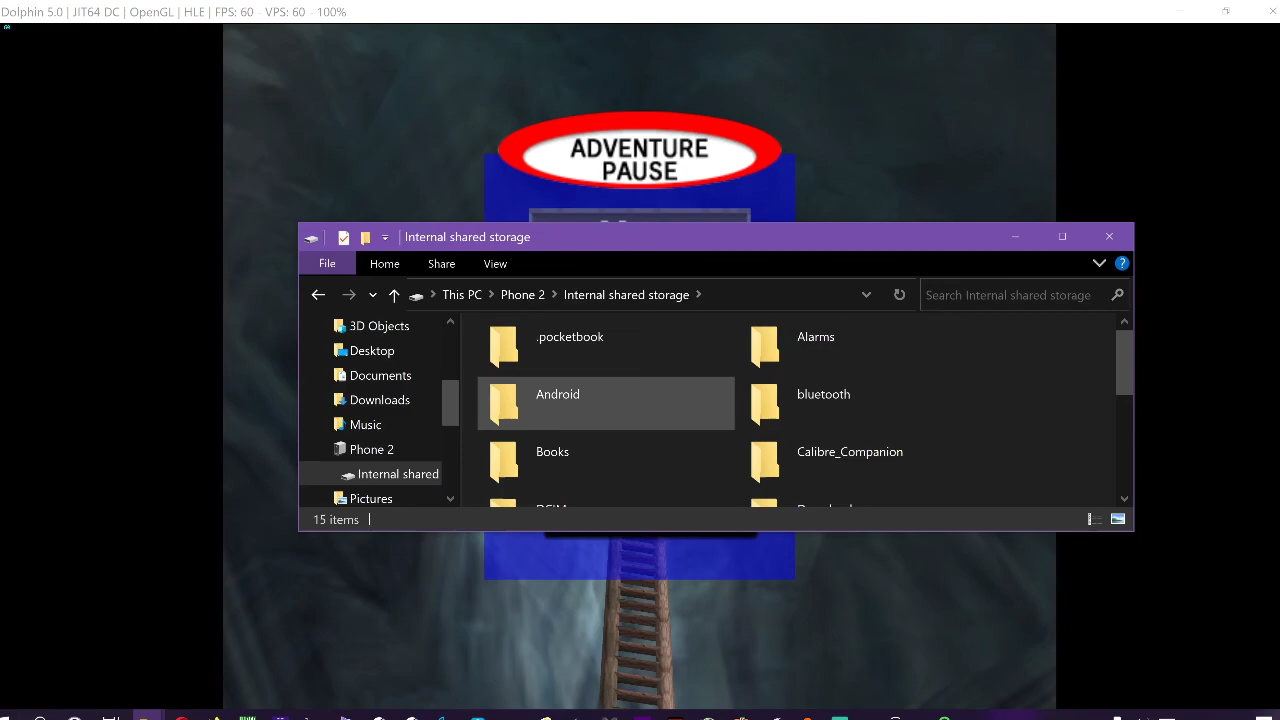 Dolphin 5.0 | JIT64 DC | OpenGL | HLE | FPS: 60 - VPS: 60 - 100%
ADVENTURE
PAUSE
Internal shared storage
File
Home
Share
View
This PC
Phone 2
Internal shared storage
Search Internal shared storage
3D Objects
Desktop
Documents
Downloads
Music
Phone 2
Internal shared
Pictures
.pocketbook
Alarms
Android
bluetooth
Books
Calibre_Companion
15 items